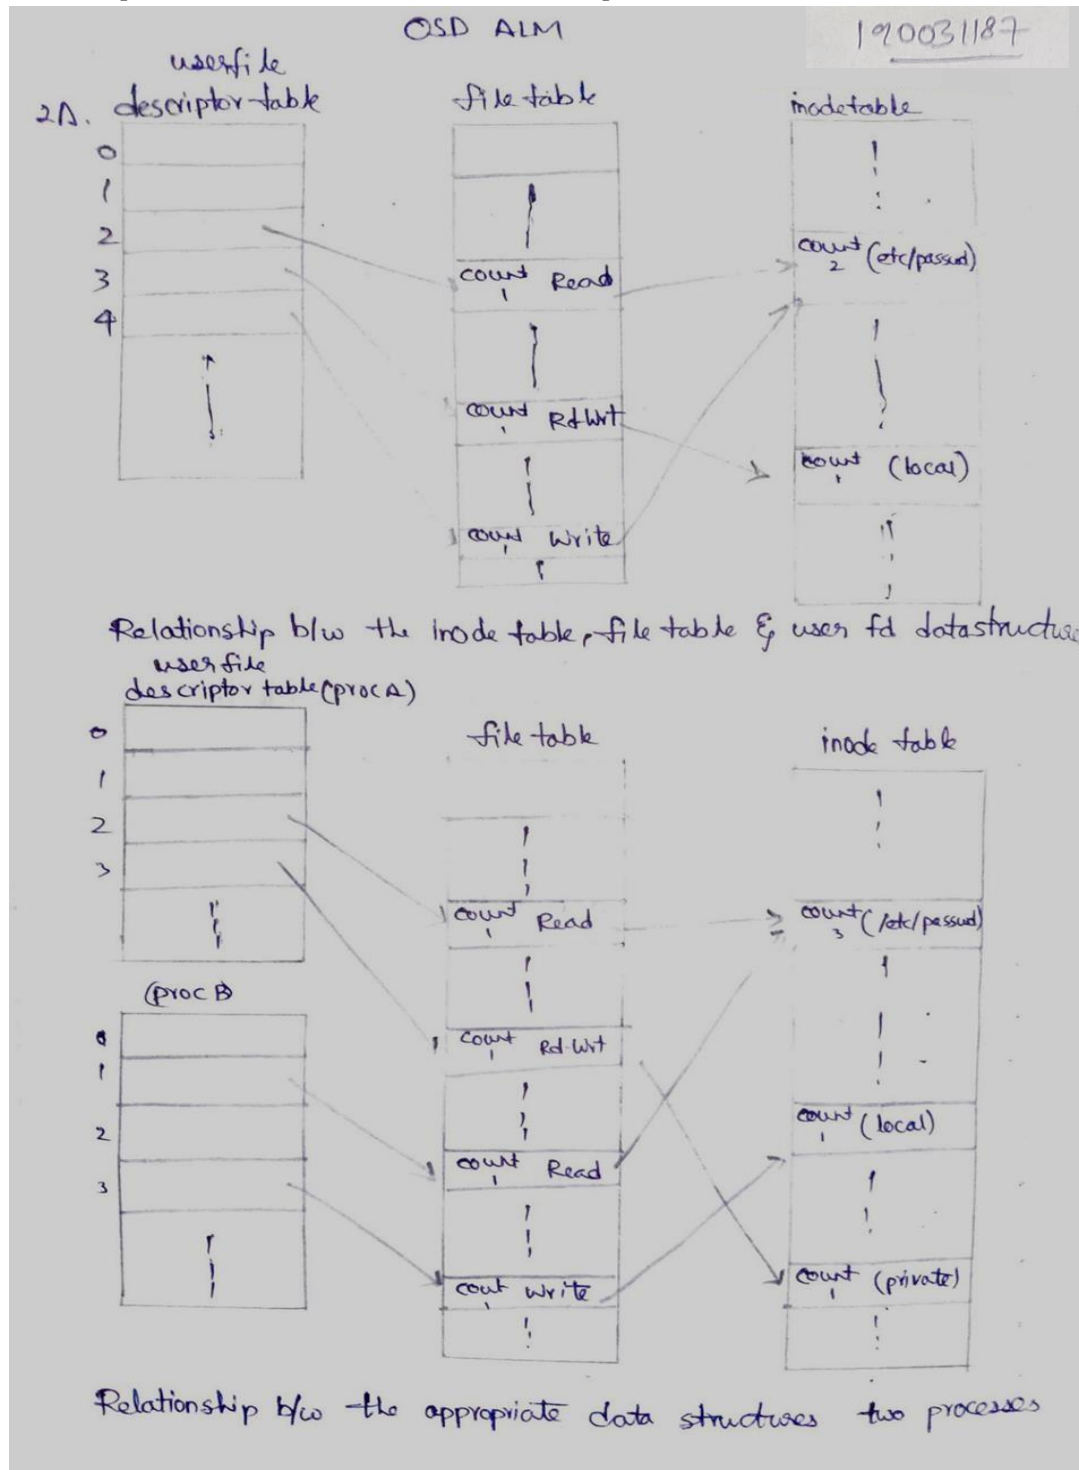 OSD ALM
190031187
2A.
userfile
descriptor table
file table
inode table
0
1
2
3
4
count Read
1
count Rd-Wrt
1
count Write
1
count (etc/passwd)
2
count (local)
1
Relationship b/w the inode table, file table & user fd datastructure
user file
descriptor table (proc A)
file table
inode table
0
1
2
3
(proc B)
0
1
2
3
count Read
1
count Rd-Wrt
1
count Read
1
cout write
1
count (/etc/passwd)
3
count (local)
1
count (private)
1
Relationship b/w the appropriate data structures two processes